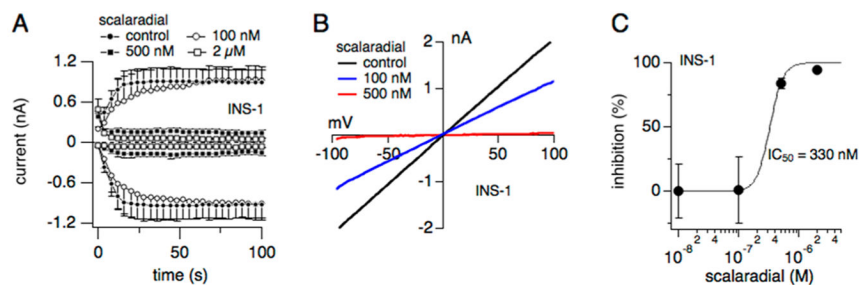 A
scalaradial
control 100 nM
500 nM 2 µM
1.2
0.6
0
-0.6
-1.2
current (nA)
INS-1
0 50 100
time (s)
B
scalaradial
control
100 nM
500 nM
2 nA
1
mV
-100 -50 50 100
-1
-2
INS-1
C
INS-1
100
50
0
inhibition (%)
IC50 = 330 nM
10-8 2 4 10-7 2 4 10-6 2 4
scalaradial (M)